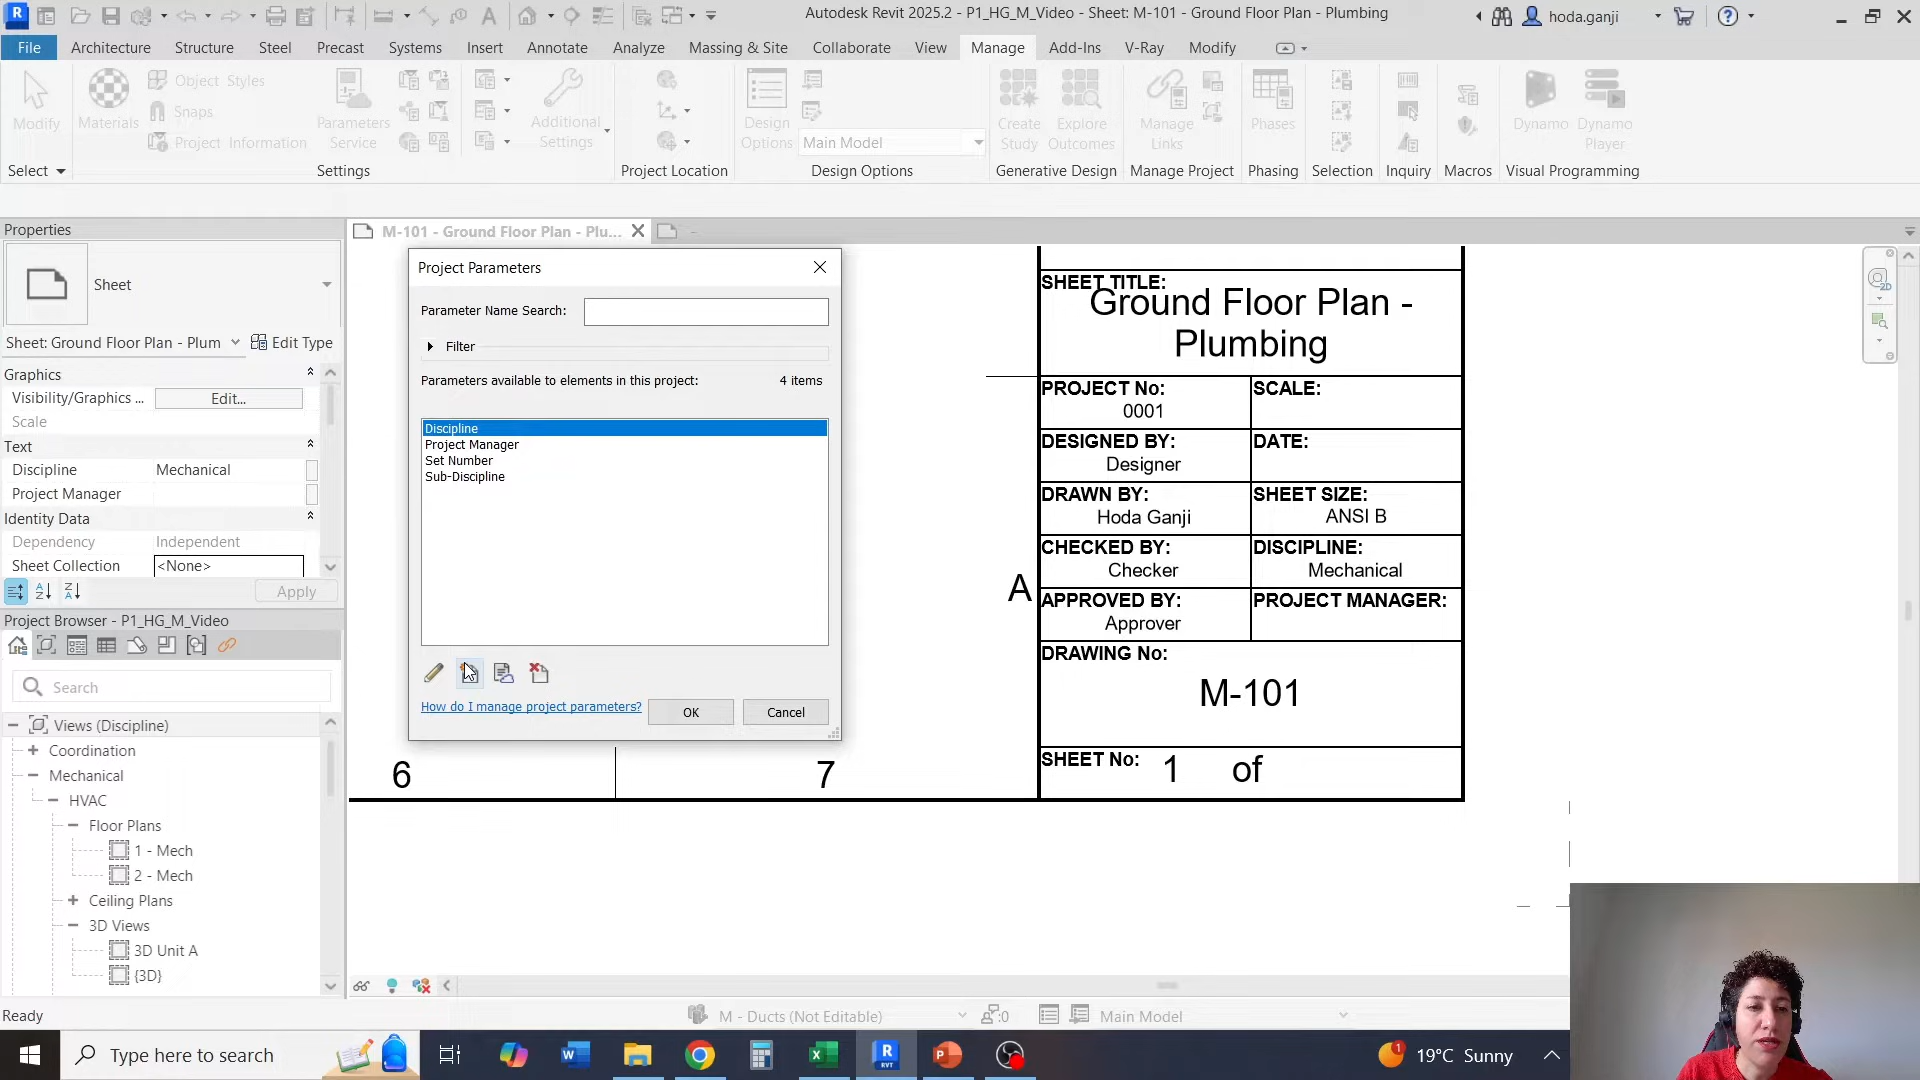 Autodesk Revit 2025.2 - P1_HG_M_Video - Sheet: M-101 - Ground Floor Plan - Plumbing
hoda.ganji
File Architecture Structure Steel Precast Systems Insert Annotate Analyze Massing & Site Collaborate View Manage Add-Ins V-Ray Modify
Modify
Materials
Object Styles
Snaps
Project Information
Parameters Service
Additional Settings
Design Options
Main Model
Create Study
Explore Outcomes
Manage Links
Phases
Dynamo
Dynamo Player
Select Settings Project Location Design Options Generative Design Manage Project Phasing Selection Inquiry Macros Visual Programming
Properties
Sheet
Sheet: Ground Floor Plan - Plum
Edit Type
Graphics
Visibility/Graphics ... Edit...
Scale
Text
Discipline Mechanical
Project Manager
Identity Data
Dependency Independent
Sheet Collection <None>
Apply
Project Browser - P1_HG_M_Video
Search
Views (Discipline)
Coordination
Mechanical
HVAC
Floor Plans
1 - Mech
2 - Mech
Ceiling Plans
3D Views
3D Unit A
{3D}
M-101 - Ground Floor Plan - Plu...
Project Parameters
Parameter Name Search:
Filter
Parameters available to elements in this project: 4 items
Discipline
Project Manager
Set Number
Sub-Discipline
How do I manage project parameters?
OK
Cancel
SHEET TITLE:
Ground Floor Plan -
Plumbing
PROJECT No: SCALE:
0001
DESIGNED BY: DATE:
Designer
DRAWN BY: SHEET SIZE:
Hoda Ganji ANSI B
CHECKED BY: DISCIPLINE:
Checker Mechanical
A
APPROVED BY: PROJECT MANAGER:
Approver
DRAWING No:
M-101
SHEET No: 1 of
6 7
2D
Ready
M - Ducts (Not Editable)
:0
Main Model
Type here to search
19°C Sunny
1